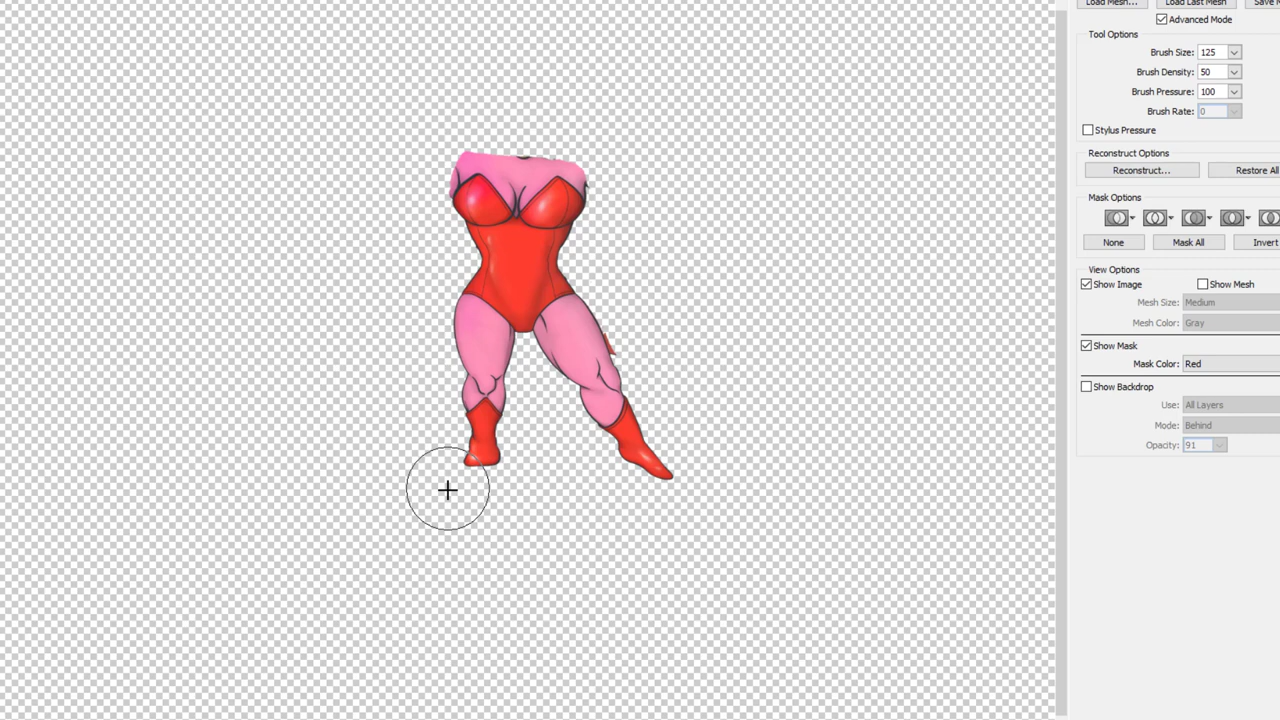 Load Mesh... Load Last Mesh
Advanced Mode
Tool Options
Brush Size: 125
Brush Density: 50
Brush Pressure: 100
Brush Rate: 0
Stylus Pressure
Reconstruct Options
Reconstruct... Restore All
Mask Options
None Mask All Invert
View Options
Show Image Show Mesh
Mesh Size: Medium
Mesh Color: Gray
Show Mask
Mask Color: Red
Show Backdrop
Use: All Layers
Mode: Behind
Opacity: 91